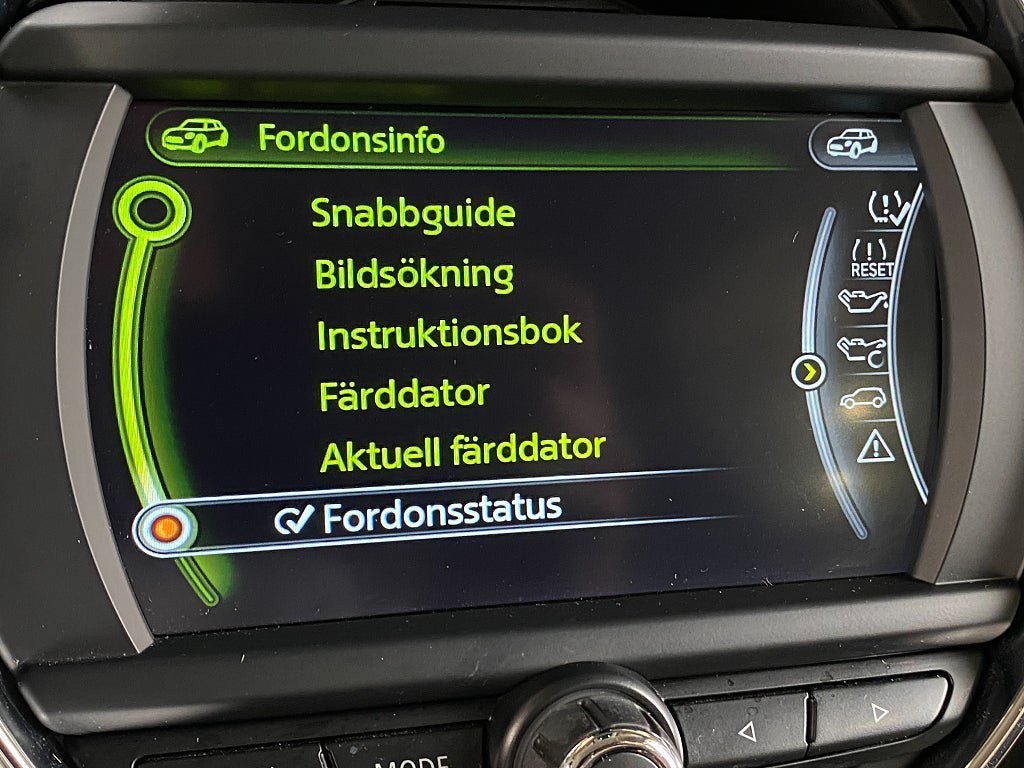 Fordonsinfo
Snabbguide
Bildsökning
RESET
Instruktionsbok
Färddator
Aktuell färddator
Fordonsstatus
MODE